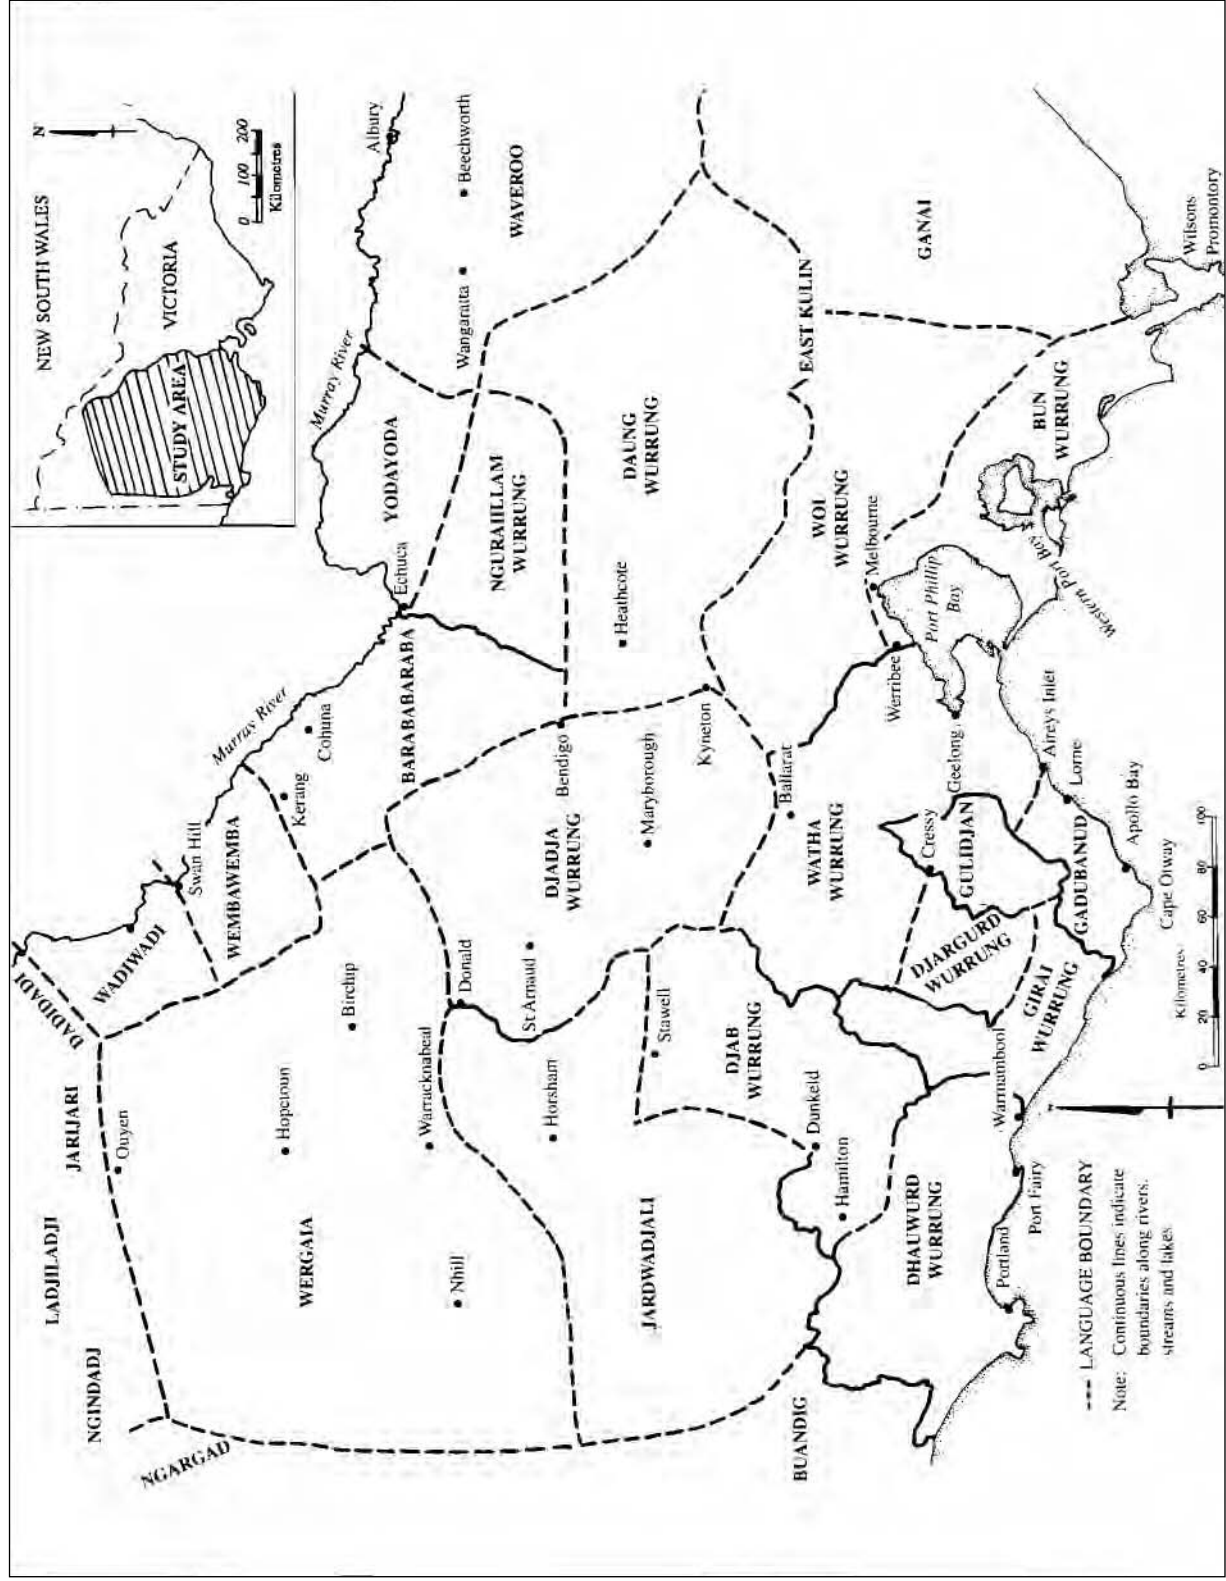 NEW SOUTH WALES
N
VICTORIA
STUDY AREA
0 100 200
Kilometres
DADIDADI
JARIJARI
LADJILADJI
NGINDADJ
NGARGAD
WADIWADI
Swan Hill
WEMBAWEMBA
Murray River
Kerang
Cohuna
BARABABARABA
Echuca
Murray River
YODAYODA
Albury
Beechworth
Wangaratta
WAVEROO
Ouyen
Hopetoun
WERGAIA
Birchip
Warracknabeal
Nhill
Donald
St Arnaud
Horsham
Bendigo
DJADJA
WURRUNG
Maryborough
NGURAIILLAM
WURRUNG
Heathcote
DAUNG
WURRUNG
Stawell
JARDWADJALI
Kyneton
DJAB
WURRUNG
Ballarat
WATHA
WURRUNG
EAST KULIN
WOI
WURRUNG
Melbourne
GANAI
BUANDIG
Dunkeld
Hamilton
DHAUWURD
WURRUNG
Cressy
GULIDJAN
Geelong
Werribee
Port Phillip
Bay
Western Port Bay
BUN
WURRUNG
Wilsons
Promontory
DJARGURD
WURRUNG
GIRAI
WURRUNG
GADUBANUD
Aireys Inlet
Lorne
Apollo Bay
Cape Otway
Warrnambool
Port Fairy
Portland
0 20 40 60 80 100
Kilometres
LANGUAGE BOUNDARY
Note: Continuous lines indicate
boundaries along rivers,
streams and lakes